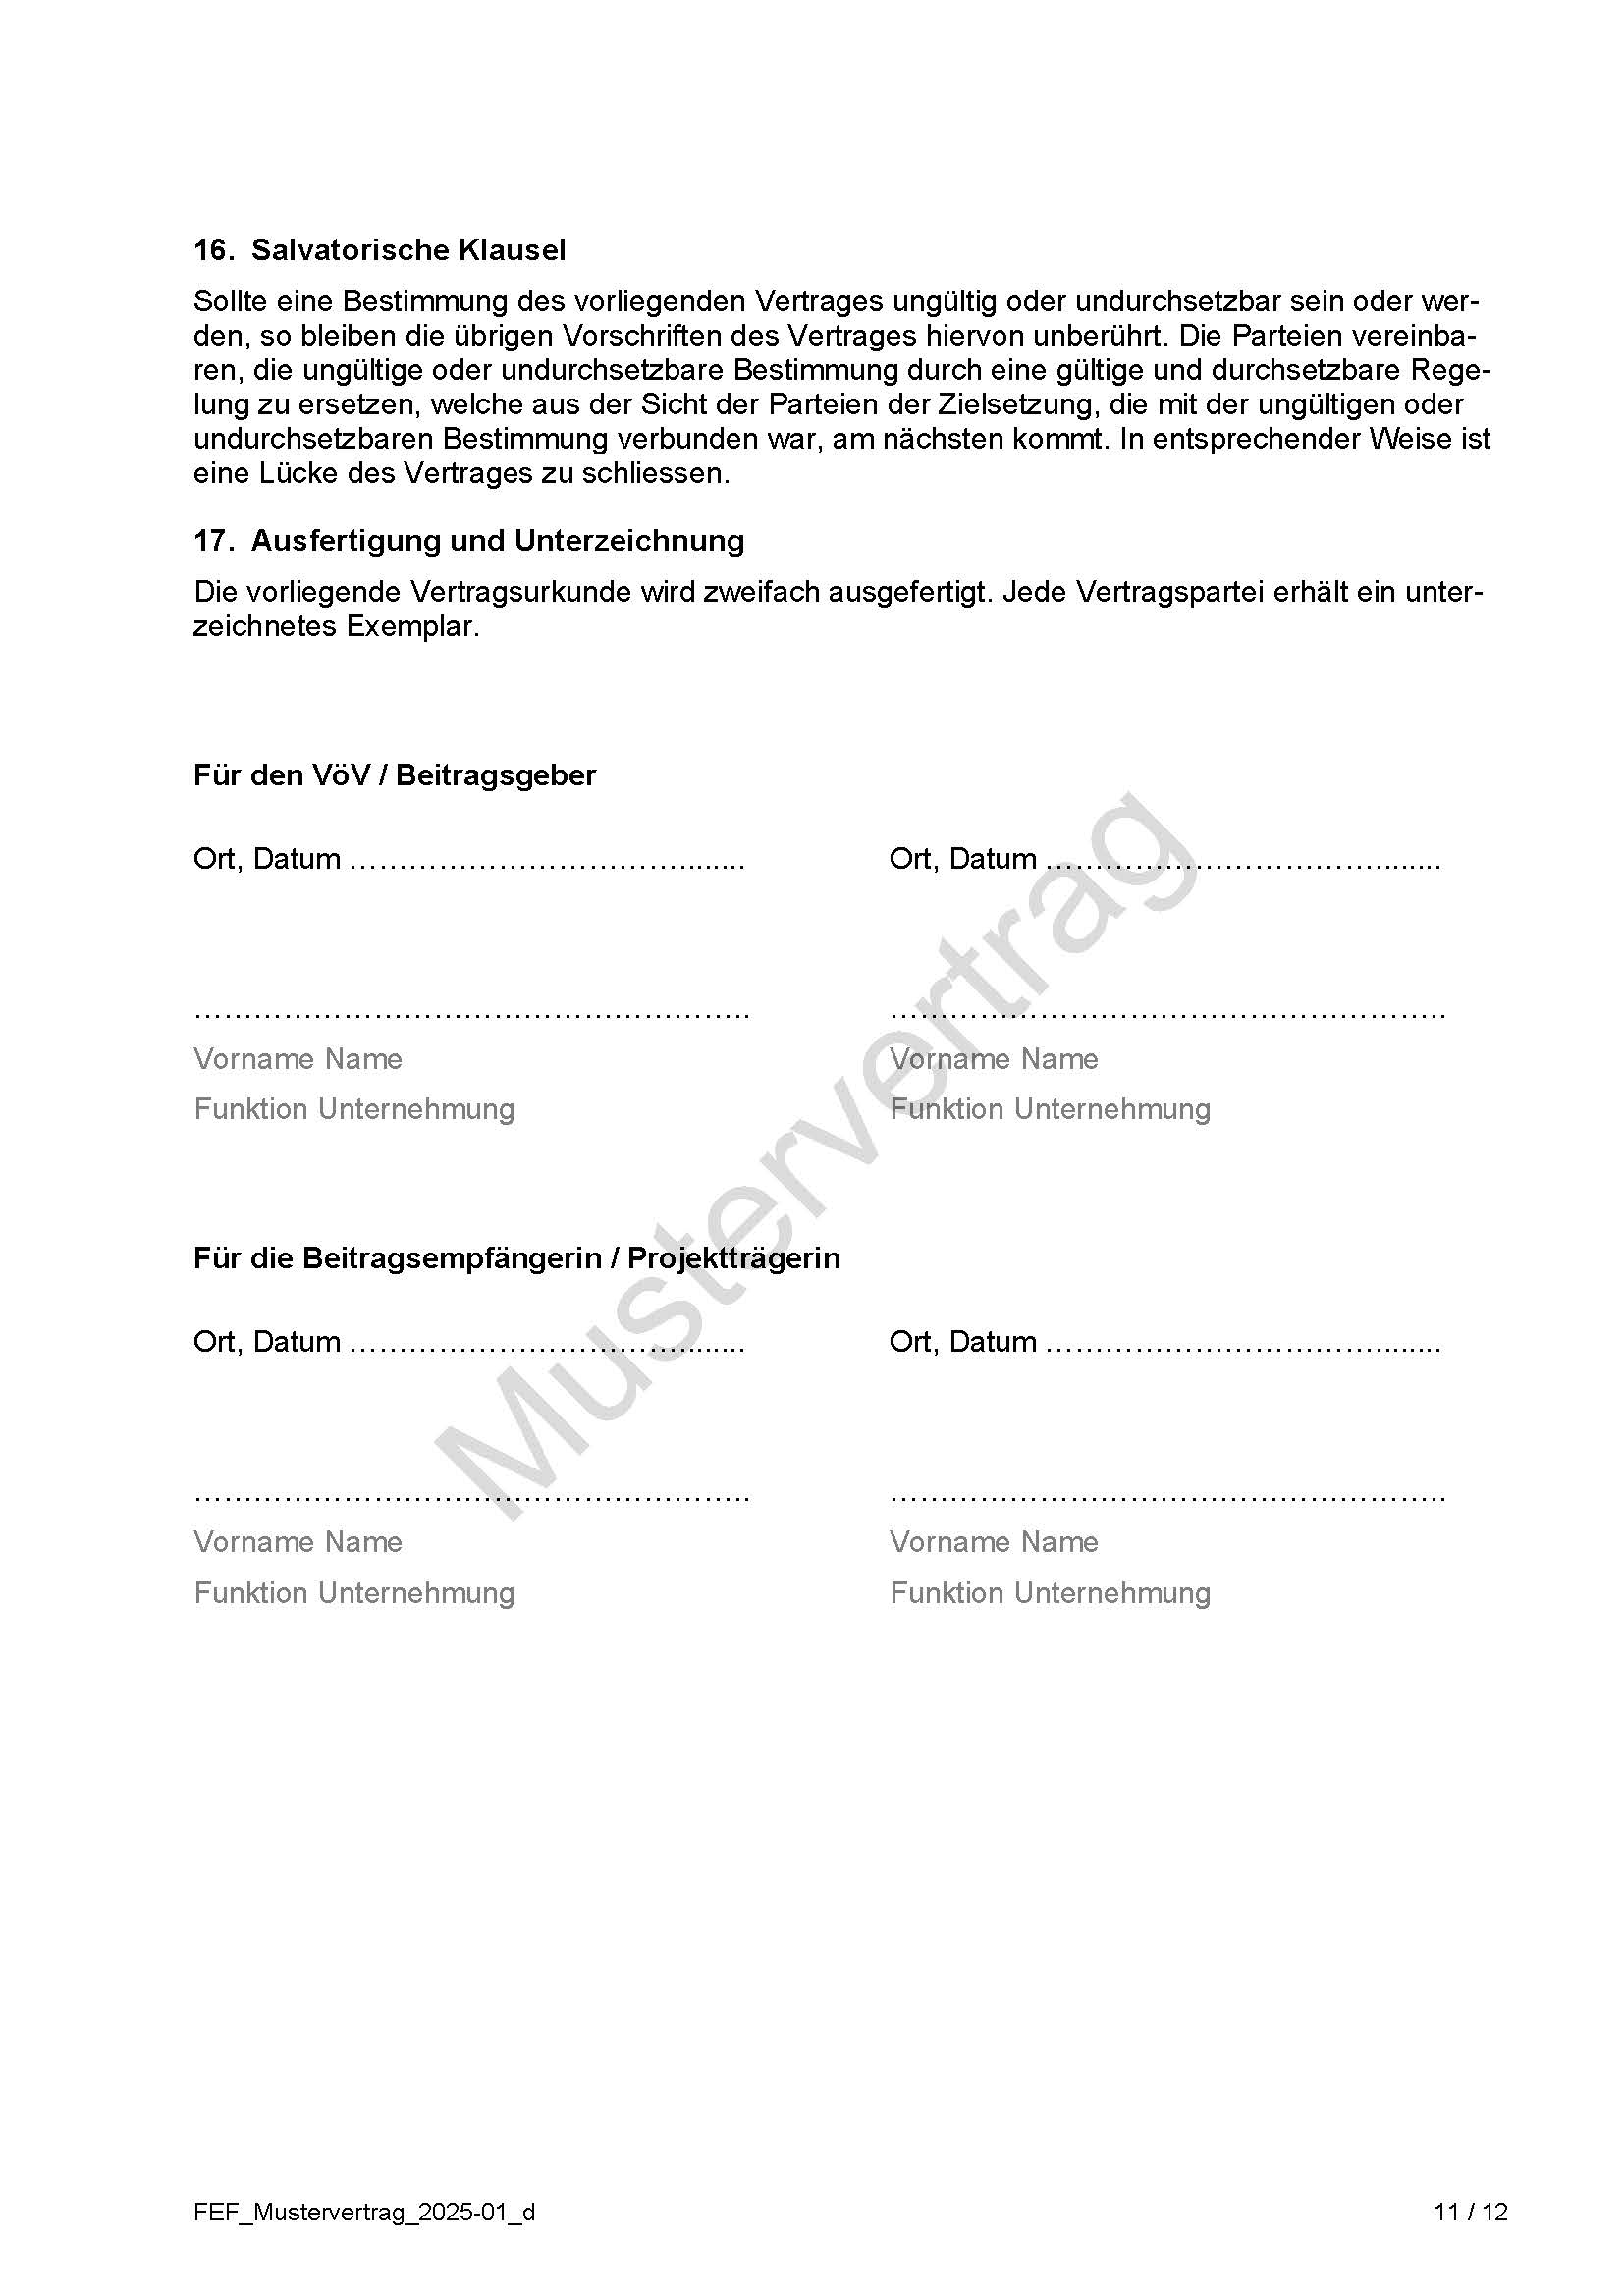 16. Salvatorische Klausel
Sollte eine Bestimmung des vorliegenden Vertrages ungültig oder undurchsetzbar sein oder wer-
den, so bleiben die übrigen Vorschriften des Vertrages hiervon unberührt. Die Parteien vereinba-
ren, die ungültige oder undurchsetzbare Bestimmung durch eine gültige und durchsetzbare Rege-
lung zu ersetzen, welche aus der Sicht der Parteien der Zielsetzung, die mit der ungültigen oder
undurchsetzbaren Bestimmung verbunden war, am nächsten kommt. In entsprechender Weise ist
eine Lücke des Vertrages zu schliessen.
17. Ausfertigung und Unterzeichnung
Die vorliegende Vertragsurkunde wird zweifach ausgefertigt. Jede Vertragspartei erhält ein unter-
zeichnetes Exemplar.
Für den VöV / Beitragsgeber
Ort, Datum ……………………………....... Ort, Datum …………………………….......
……………………………………………….. ………………………………………………..
Vorname Name Vorname Name
Funktion Unternehmung Funktion Unternehmung
Für die Beitragsempfängerin / Projektträgerin
Ort, Datum ……………………………....... Ort, Datum …………………………….......
……………………………………………….. ………………………………………………..
Vorname Name Vorname Name
Funktion Unternehmung Funktion Unternehmung
Mustervertrag
FEF_Mustervertrag_2025-01_d 11 / 12